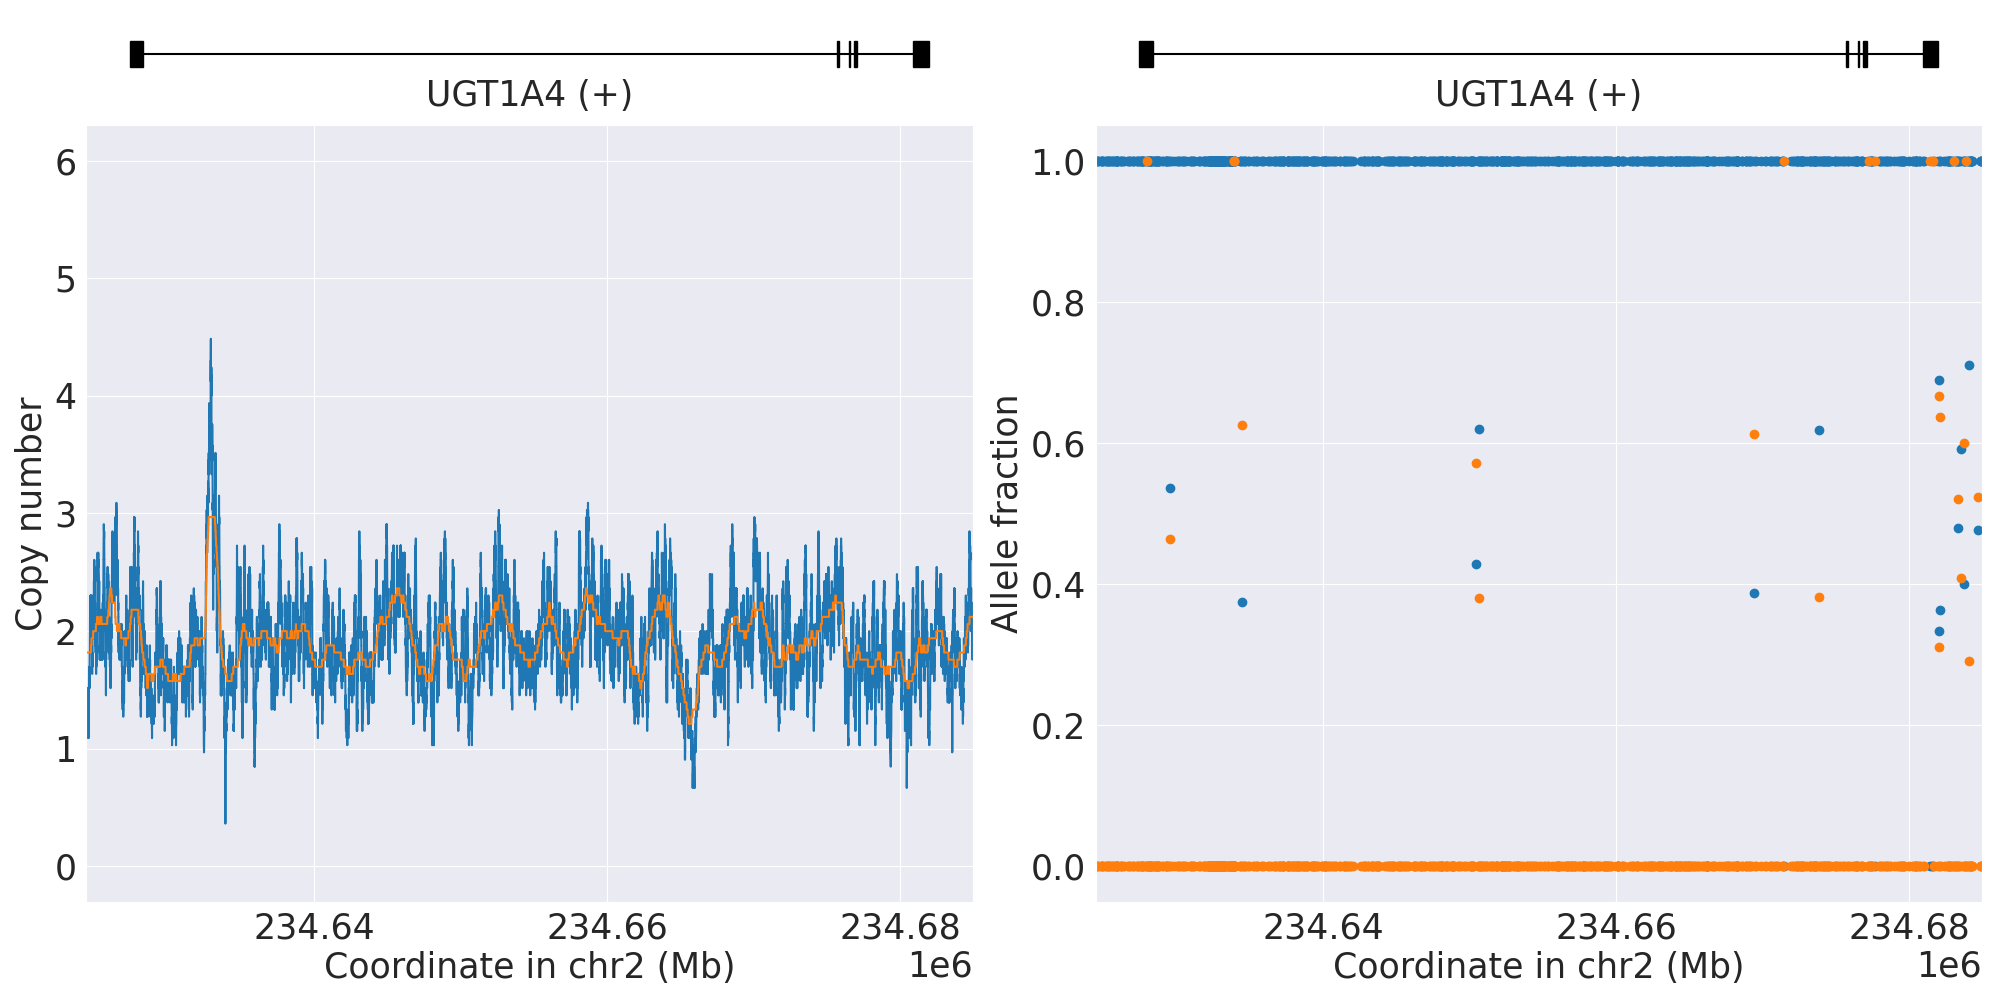 UGT1A4 (+)
6
5
4
3
2
1
0
Copy number
234.64
234.66
234.68
Coordinate in chr2 (Mb)
1e6
UGT1A4 (+)
1.0
0.8
0.6
0.4
0.2
0.0
Allele fraction
234.64
234.66
234.68
Coordinate in chr2 (Mb)
1e6